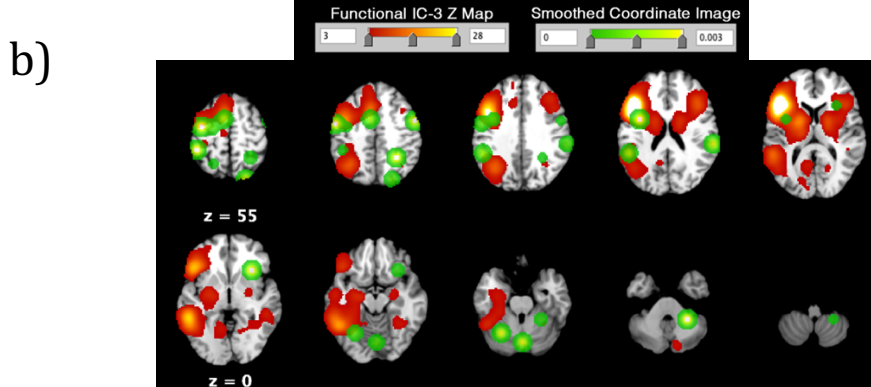 b)
Functional IC-3 Z Map
Smoothed Coordinate Image
3
28
0
0.003
z = 55
z = 0